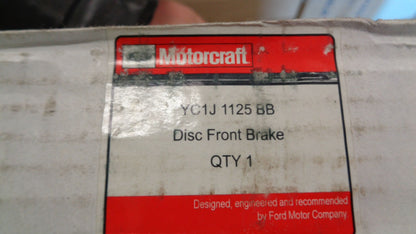 Motorcraft
YC1J 1125 BB
Disc Front Brake
QTY 1
Designed, engineered and recommended
by Ford Motor Company